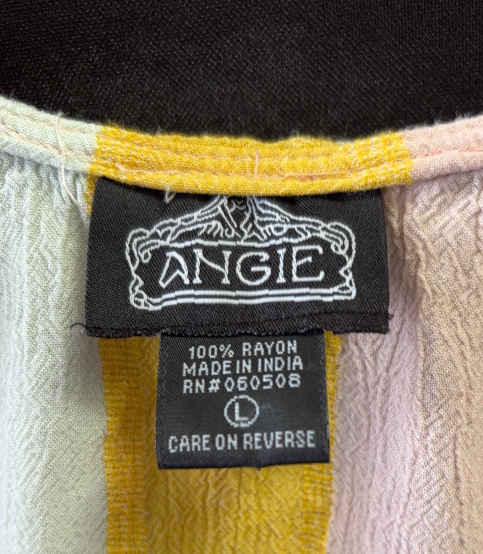 ANGIE
100% RAYON
MADE IN INDIA
RN#060508
L
CARE ON REVERSE